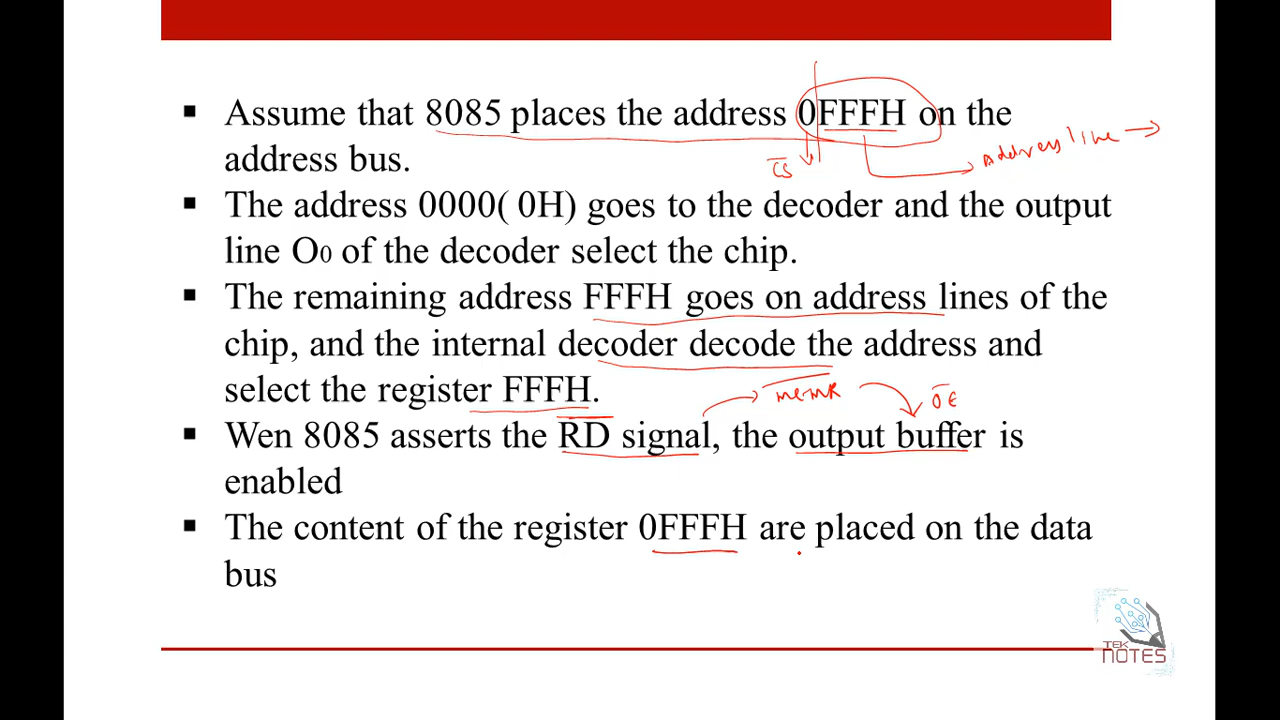 ▪ Assume that 8085 places the address 0FFFH on the
address bus.
C̅S̅
Address line →
▪ The address 0000( 0H) goes to the decoder and the output
line O0 of the decoder select the chip.
▪ The remaining address FFFH goes on address lines of the
chip, and the internal decoder decode the address and
select the register FFFH.
M̅E̅M̅R̅
O̅E̅
▪ Wen 8085 asserts the R̅D̅ signal, the output buffer is
enabled
▪ The content of the register 0FFFH are placed on the data
bus
TEK
NOTES